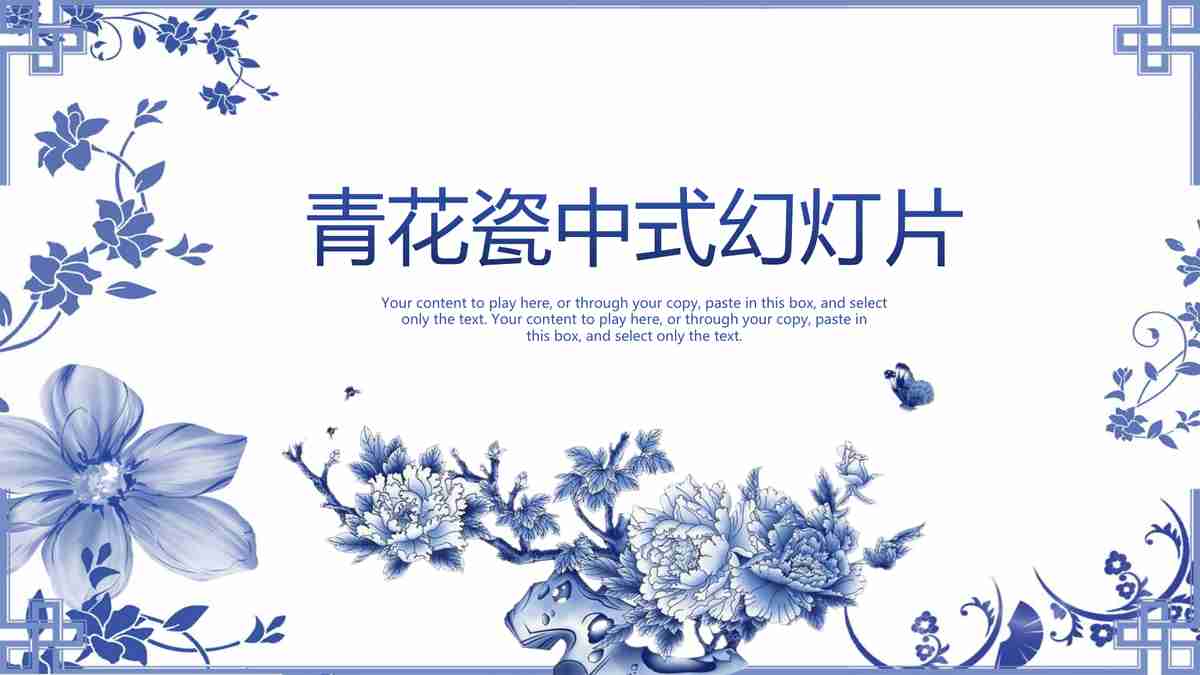 青花瓷中式幻灯片
Your content to play here, or through your copy, paste in this box, and select
only the text. Your content to play here, or through your copy, paste in
this box, and select only the text.